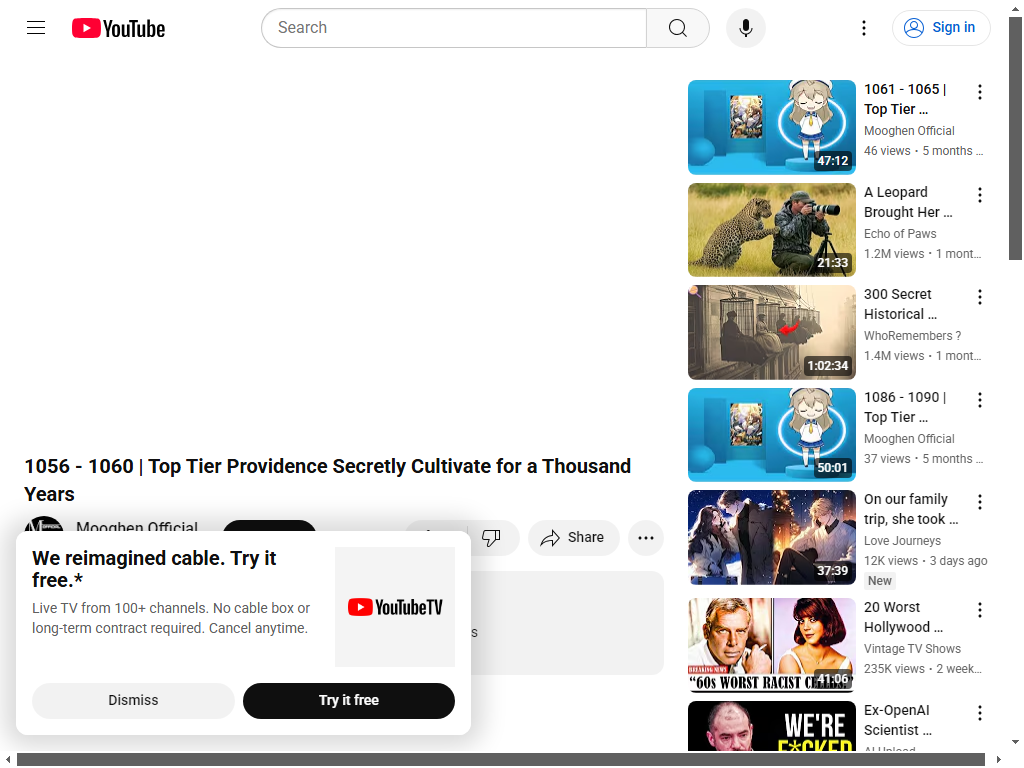 YouTube
Search
Sign in
1056 - 1060 | Top Tier Providence Secretly Cultivate for a Thousand
Years
Mooghen Official
Share
We reimagined cable. Try it
free.*
Live TV from 100+ channels. No cable box or
long-term contract required. Cancel anytime.
YouTubeTV
Dismiss
Try it free
s
1061 - 1065 |
Top Tier ...
Mooghen Official
46 views • 5 months ...
47:12
A Leopard
Brought Her ...
Echo of Paws
1.2M views • 1 mont...
21:33
300 Secret
Historical ...
WhoRemembers ?
1.4M views • 1 mont...
1:02:34
1086 - 1090 |
Top Tier ...
Mooghen Official
37 views • 5 months ...
50:01
On our family
trip, she took ...
Love Journeys
12K views • 3 days ago
New
37:39
20 Worst
Hollywood ...
Vintage TV Shows
235K views • 2 week...
BREAKING NEWS
"60s WORST RACIST
41:06
Ex-OpenAI
Scientist ...
AI Upload
WE'RE
F*CKED